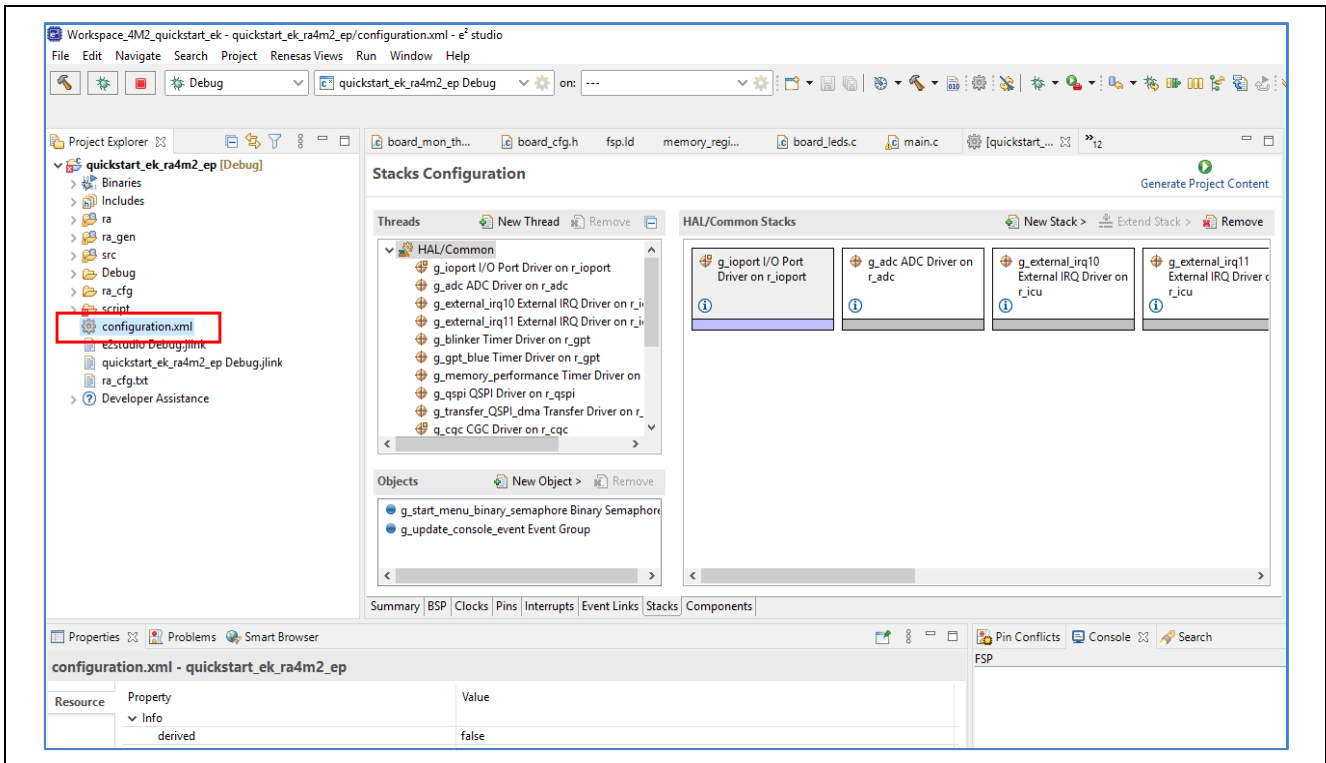 Workspace_4M2_quickstart_ek - quickstart_ek_ra4m2_ep/configuration.xml - e² studio
File Edit Navigate Search Project Renesas Views Run Window Help
Debug
quickstart_ek_ra4m2_ep Debug
on:
---
Project Explorer
quickstart_ek_ra4m2_ep [Debug]
Binaries
Includes
ra
ra_gen
src
Debug
ra_cfg
script
configuration.xml
e2studio Debug.jlink
quickstart_ek_ra4m2_ep Debug.jlink
ra_cfg.txt
Developer Assistance
board_mon_th... board_cfg.h fsp.ld memory_regi... board_leds.c main.c [quickstart_... »12
Stacks Configuration
Generate Project Content
Threads New Thread Remove
HAL/Common
g_ioport I/O Port Driver on r_ioport
g_adc ADC Driver on r_adc
g_external_irq10 External IRQ Driver on r_i
g_external_irq11 External IRQ Driver on r_i
g_blinker Timer Driver on r_gpt
g_gpt_blue Timer Driver on r_gpt
g_memory_performance Timer Driver on
g_qspi QSPI Driver on r_qspi
g_transfer_QSPI_dma Transfer Driver on r_
g_cgc CGC Driver on r_cgc
HAL/Common Stacks New Stack > Extend Stack > Remove
g_ioport I/O Port
Driver on r_ioport
g_adc ADC Driver on
r_adc
g_external_irq10
External IRQ Driver on
r_icu
g_external_irq11
External IRQ Driver
r_icu
Objects New Object > Remove
g_start_menu_binary_semaphore Binary Semaphore
g_update_console_event Event Group
Summary BSP Clocks Pins Interrupts Event Links Stacks Components
Properties Problems Smart Browser
configuration.xml - quickstart_ek_ra4m2_ep
Resource
Property Value
Info
derived false
Pin Conflicts Console Search
FSP